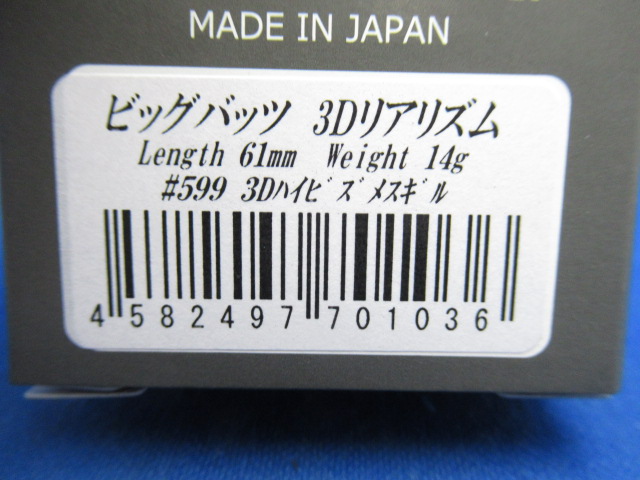 MADE IN JAPAN
ビッグバッツ 3Dリアリズム
Length 61mm Weight 14g
#599 3Dﾊｲﾋﾞｽﾞﾒｽｷﾞﾙ
4 582497 701036